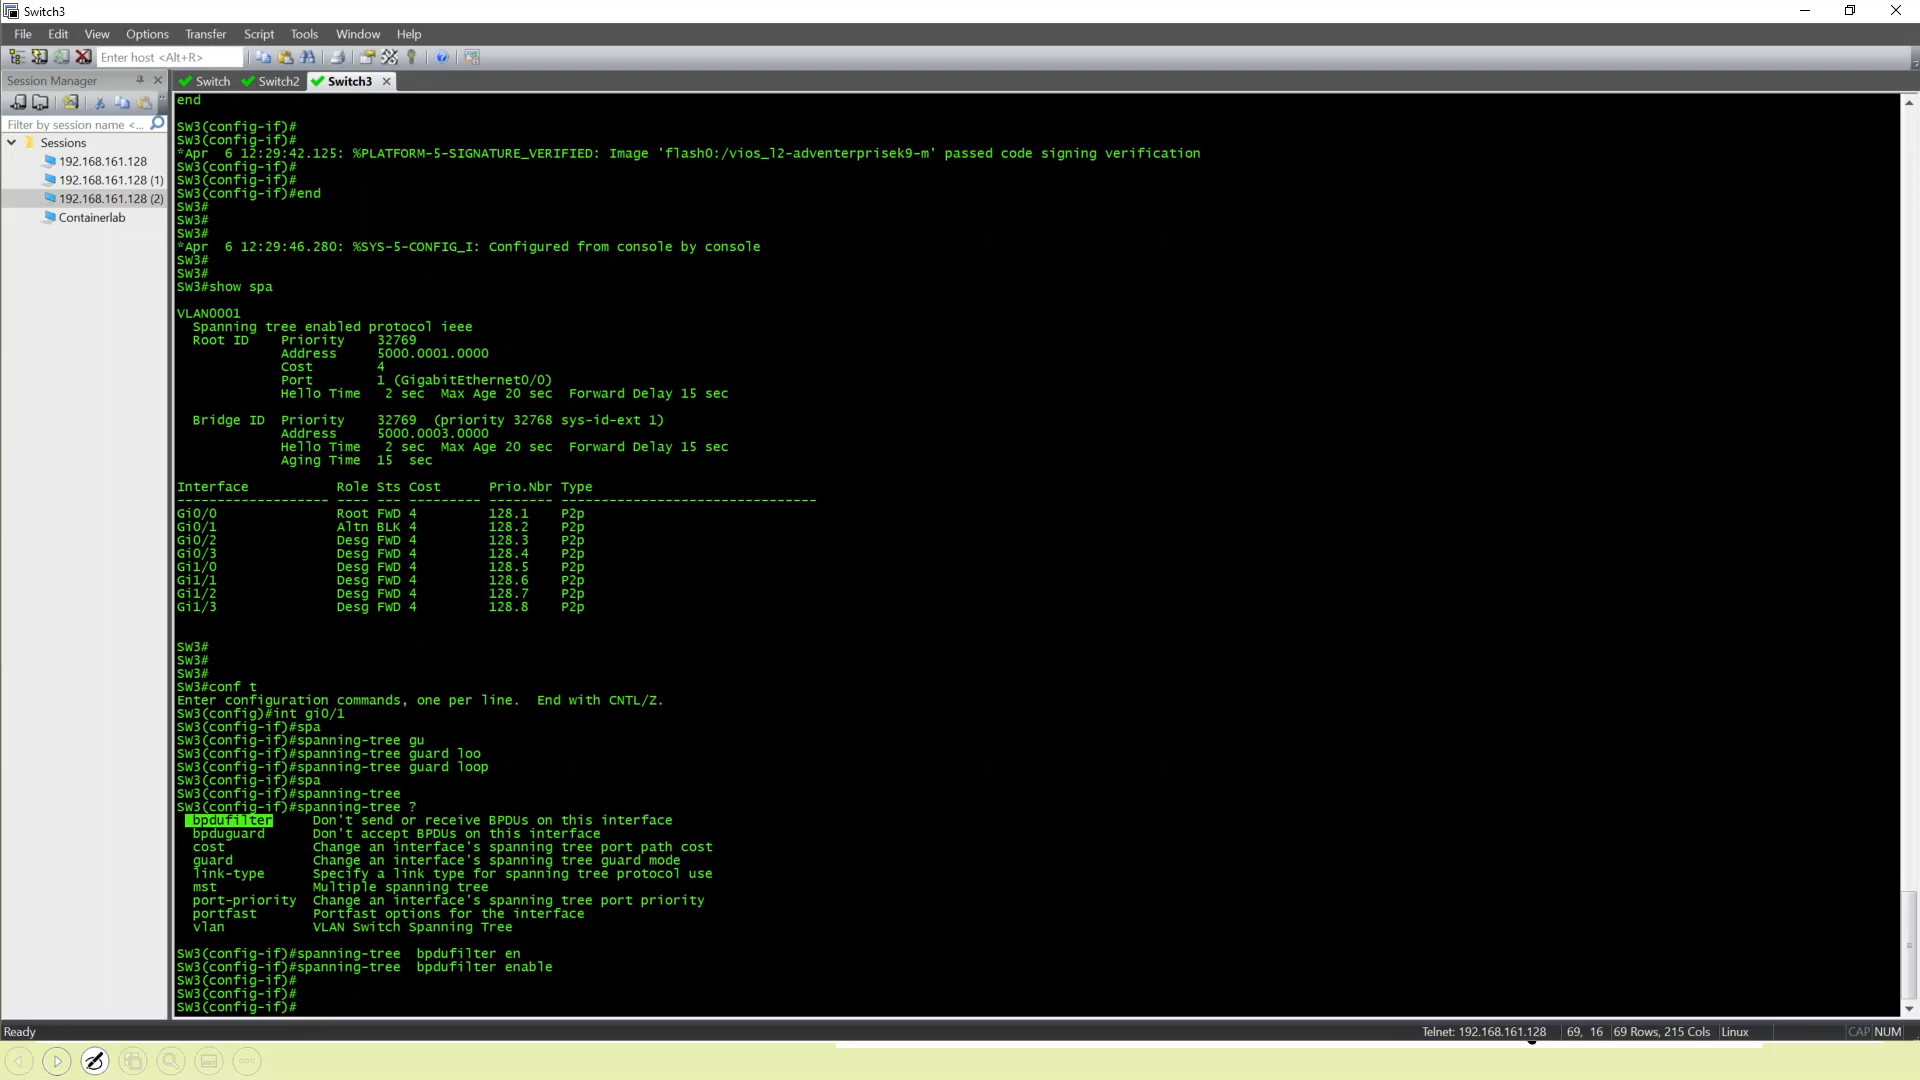 Switch3
File Edit View Options Transfer Script Tools Window Help
Enter host <Alt+R>
Session Manager
Switch Switch2 Switch3
Filter by session name <...
Sessions
192.168.161.128
192.168.161.128 (1)
192.168.161.128 (2)
Containerlab
end
SW3(config-if)#
SW3(config-if)#
*Apr  6 12:29:42.125: %PLATFORM-5-SIGNATURE_VERIFIED: Image 'flash0:/vios_l2-adventerprisek9-m' passed code signing verification
SW3(config-if)#
SW3(config-if)#
SW3(config-if)#end
SW3#
SW3#
SW3#
*Apr  6 12:29:46.280: %SYS-5-CONFIG_I: Configured from console by console
SW3#
SW3#
SW3#show spa
VLAN0001
Spanning tree enabled protocol ieee
Root ID Priority 32769
Address 5000.0001.0000
Cost 4
Port 1 (GigabitEthernet0/0)
Hello Time 2 sec Max Age 20 sec Forward Delay 15 sec
Bridge ID Priority 32769 (priority 32768 sys-id-ext 1)
Address 5000.0003.0000
Hello Time 2 sec Max Age 20 sec Forward Delay 15 sec
Aging Time 15 sec
Interface Role Sts Cost Prio.Nbr Type
------------------- ---- --- --------- -------- --------------------------------
Gi0/0 Root FWD 4 128.1 P2p
Gi0/1 Altn BLK 4 128.2 P2p
Gi0/2 Desg FWD 4 128.3 P2p
Gi0/3 Desg FWD 4 128.4 P2p
Gi1/0 Desg FWD 4 128.5 P2p
Gi1/1 Desg FWD 4 128.6 P2p
Gi1/2 Desg FWD 4 128.7 P2p
Gi1/3 Desg FWD 4 128.8 P2p
SW3#
SW3#
SW3#
SW3#conf t
Enter configuration commands, one per line.  End with CNTL/Z.
SW3(config)#int gi0/1
SW3(config-if)#spa
SW3(config-if)#spanning-tree gu
SW3(config-if)#spanning-tree guard loo
SW3(config-if)#spanning-tree guard loop
SW3(config-if)#spa
SW3(config-if)#spanning-tree
SW3(config-if)#spanning-tree ?
bpdufilter Don't send or receive BPDUs on this interface
bpduguard Don't accept BPDUs on this interface
cost Change an interface's spanning tree port path cost
guard Change an interface's spanning tree guard mode
link-type Specify a link type for spanning tree protocol use
mst Multiple spanning tree
port-priority Change an interface's spanning tree port priority
portfast Portfast options for the interface
vlan VLAN Switch Spanning Tree
SW3(config-if)#spanning-tree  bpdufilter en
SW3(config-if)#spanning-tree  bpdufilter enable
SW3(config-if)#
SW3(config-if)#
SW3(config-if)#
Ready Telnet: 192.168.161.128 69, 16 69 Rows, 215 Cols Linux CAP NUM